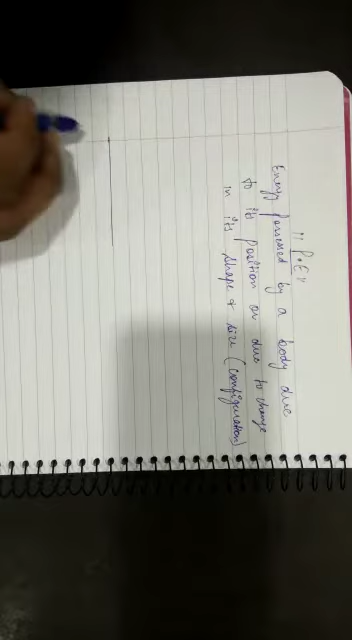 " P.E "
Energy possessed by a body due
to its position or due to change
in its shape & size (configuration)